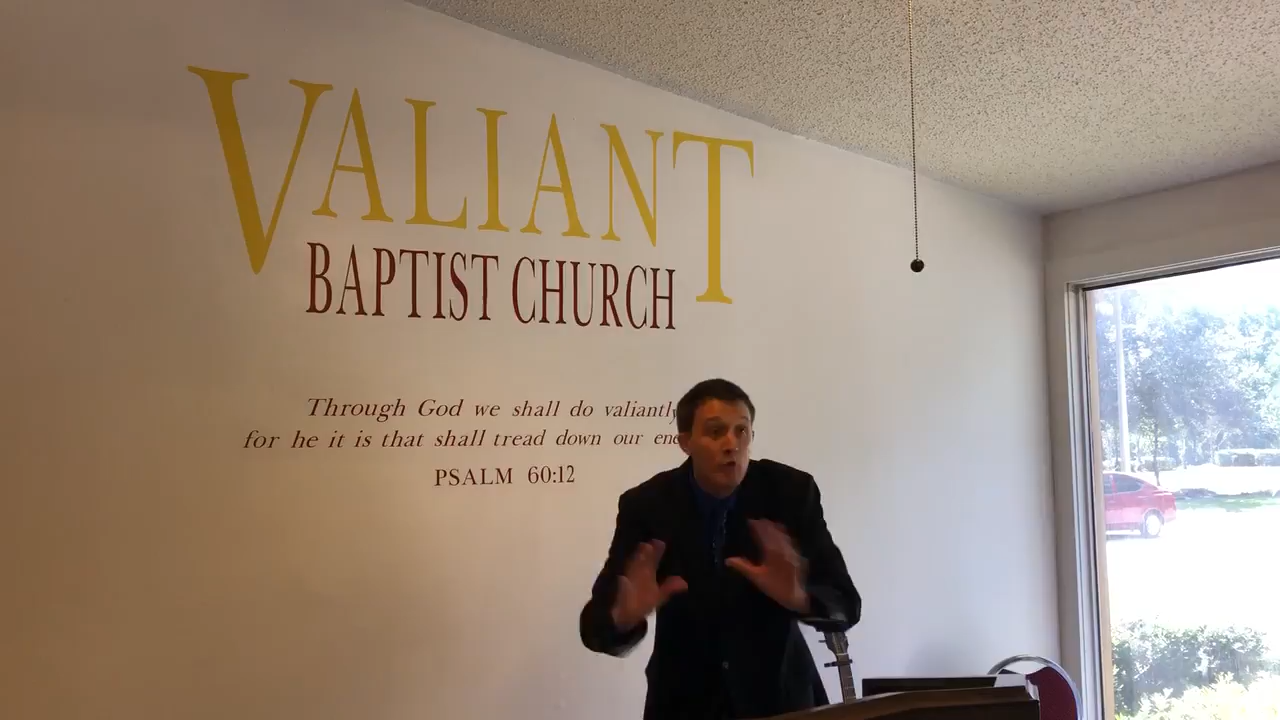 VALIANT
BAPTIST CHURCH
Through God we shall do valiantly
for he it is that shall tread down our
PSALM 60:12